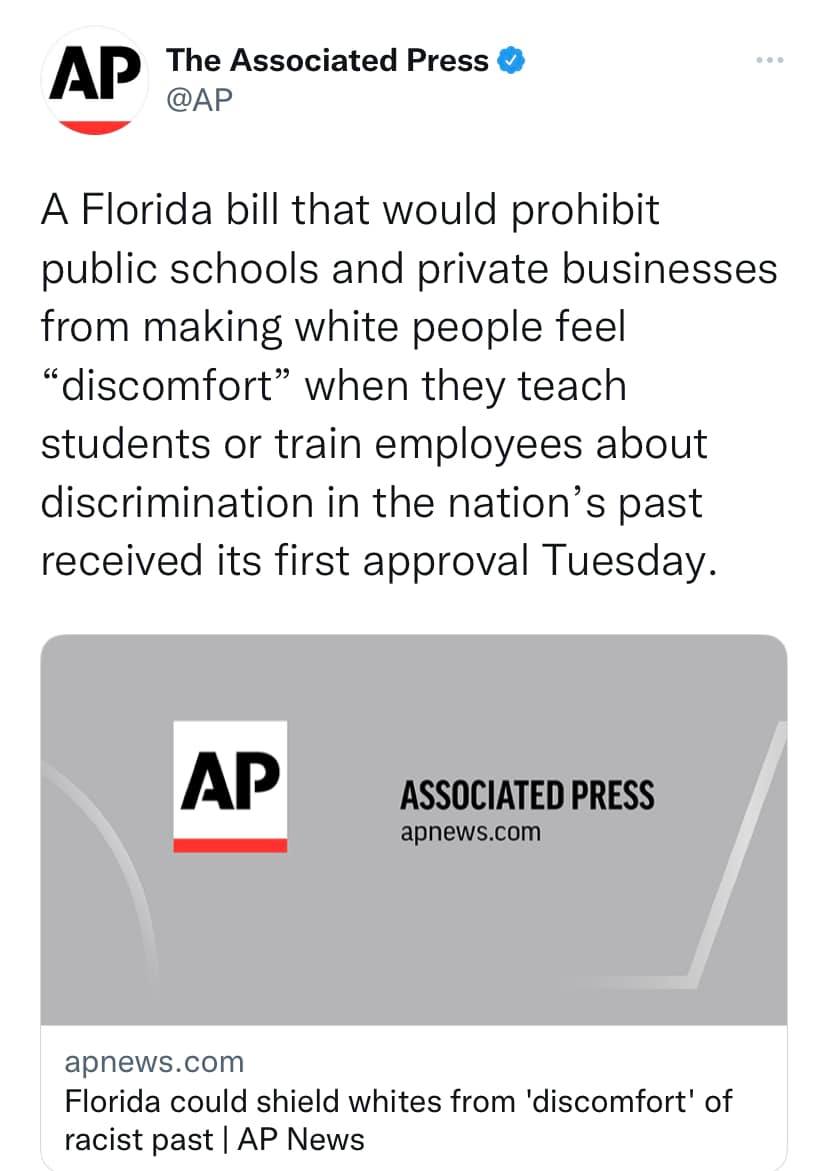 AP
The Associated Press
@AP
A Florida bill that would prohibit
public schools and private businesses
from making white people feel
“discomfort” when they teach
students or train employees about
discrimination in the nation’s past
received its first approval Tuesday.
AP
ASSOCIATED PRESS
apnews.com
apnews.com
Florida could shield whites from 'discomfort' of
racist past | AP News